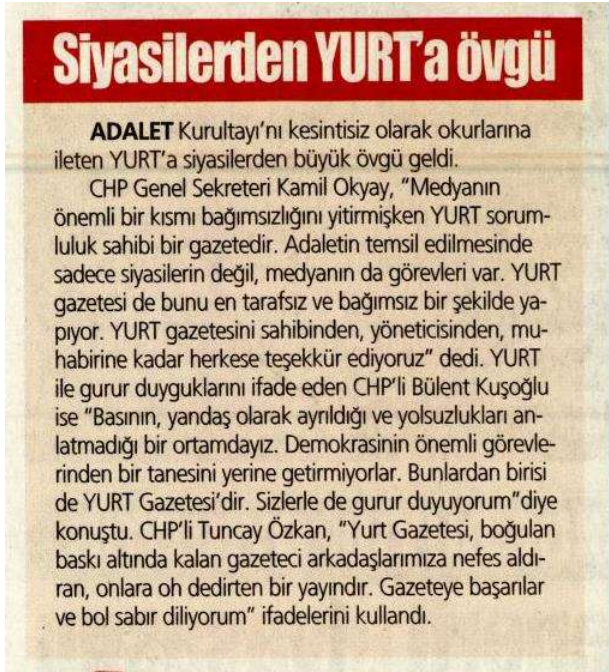 Siyasilerden YURT'a övgü
ADALET Kurultayı'nı kesintisiz olarak okurlarına
ileten YURT'a siyasilerden büyük övgü geldi.
CHP Genel Sekreteri Kamil Okyay, "Medyanın
önemli bir kısmı bağımsızlığını yitirmişken YURT sorum-
luluk sahibi bir gazetedir. Adaletin temsil edilmesinde
sadece siyasilerin değil, medyanın da görevleri var. YURT
gazetesi de bunu en tarafsız ve bağımsız bir şekilde ya-
pıyor. YURT gazetesini sahibinden, yöneticisinden, mu-
habirine kadar herkese teşekkür ediyoruz" dedi. YURT
ile gurur duyguklarını ifade eden CHP'li Bülent Kuşoğlu
ise "Basının, yandaş olarak ayrıldığı ve yolsuzlukları an-
latmadığı bir ortamdayız. Demokrasinin önemli görevle-
rinden bir tanesini yerine getirmiyorlar. Bunlardan birisi
de YURT Gazetesi'dir. Sizlerle de gurur duyuyorum"diye
konuştu. CHP'li Tuncay Özkan, "Yurt Gazetesi, boğulan
baskı altında kalan gazeteci arkadaşlarımıza nefes aldı-
ran, onlara oh dedirten bir yayındır. Gazeteye başarılar
ve bol sabır diliyorum" ifadelerini kullandı.